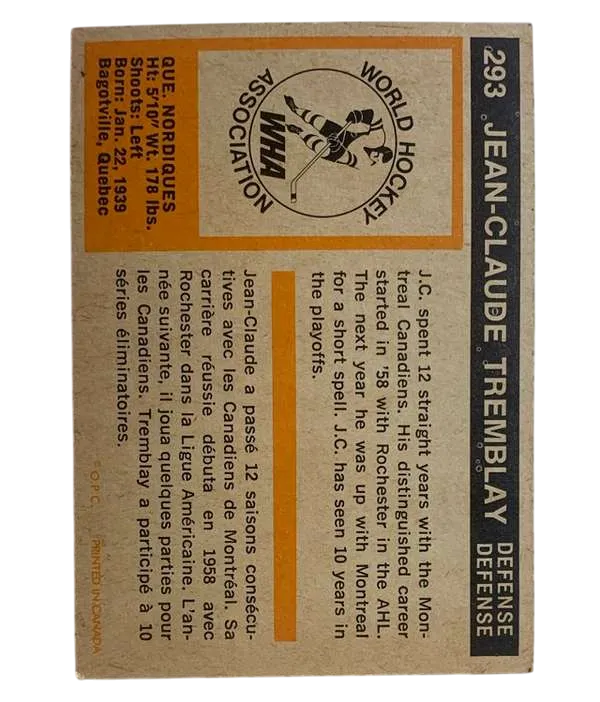 293 JEAN-CLAUDE TREMBLAY DEFENSE
DEFENSE
WORLD HOCKEY
ASSOCIATION
WHA
QUE. NORDIQUES
Ht: 5'10" Wt. 178 lbs.
Shoots: Left
Born: Jan. 22, 1939
Bagotville, Quebec
J.C. spent 12 straight years with the Mon-
treal Canadiens. His distinguished career
started in '58 with Rochester in the AHL.
The next year he was up with Montreal
for a short spell. J.C. has seen 10 years in
the playoffs.
Jean-Claude a passé 12 saisons consécu-
tives avec les Canadiens de Montréal. Sa
carrière réussie débuta en 1958 avec
Rochester dans la Ligue Américaine. L'an-
née suivante, il joua quelques parties pour
les Canadiens. Tremblay a participé à 10
séries éliminatoires.
© O.P.C. PRINTED IN CANADA